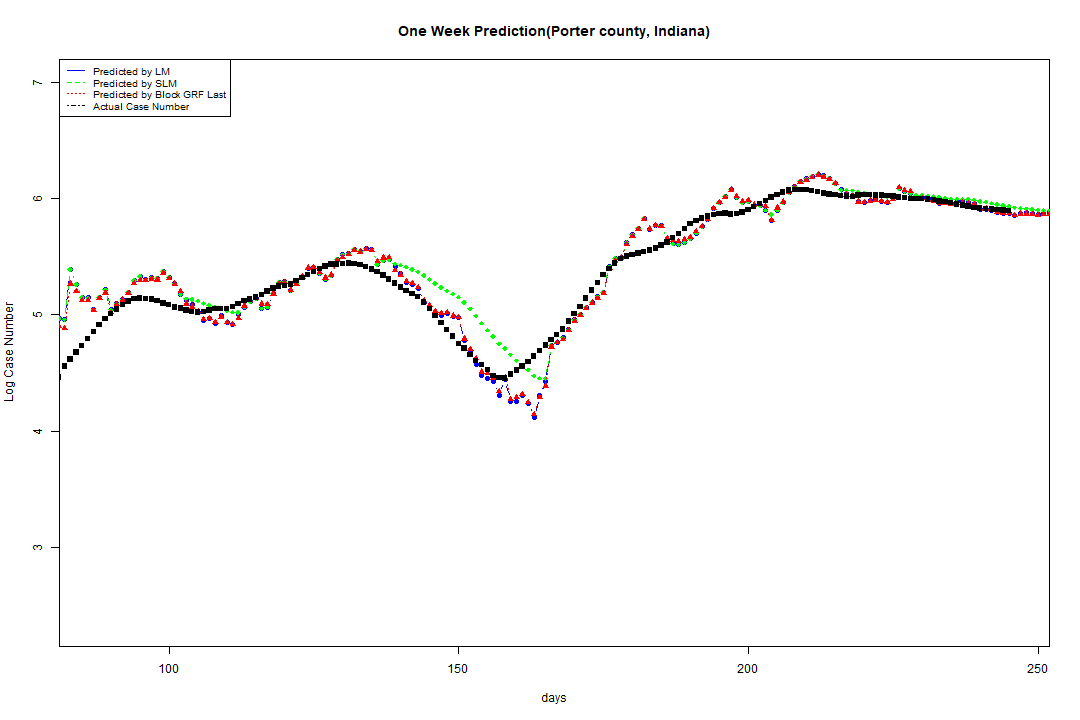 One Week Prediction(Porter county, Indiana)
Predicted by LM
Predicted by SLM
Predicted by Block GRF Last
Actual Case Number
7
6
5
4
3
Log Case Number
100 150 200 250
days